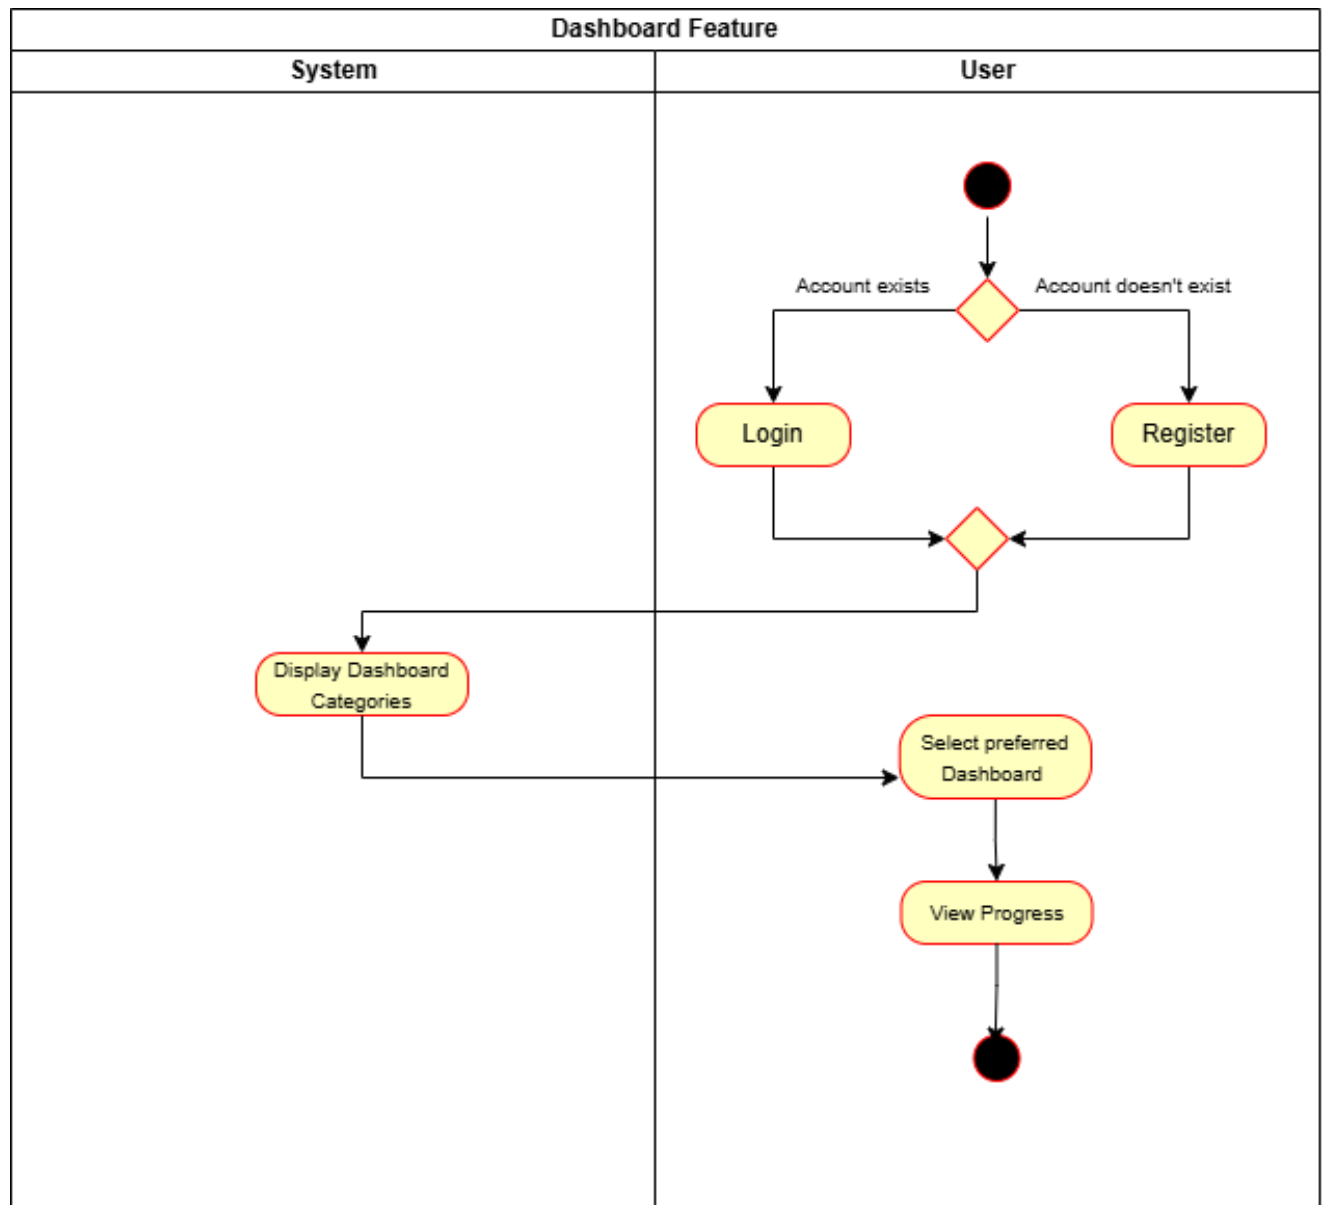 Dashboard Feature
System
User
Account exists
Account doesn't exist
Login
Register
Display Dashboard
Categories
Select preferred
Dashboard
View Progress